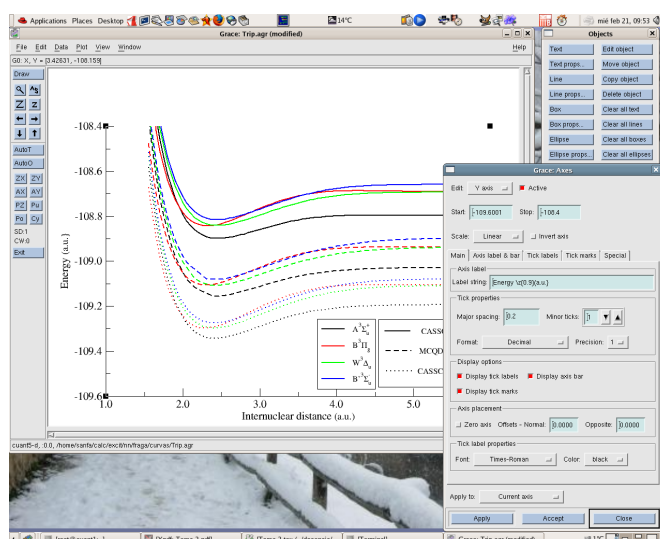 Applications Places Desktop 14°C mié feb 21, 09:53
Grace: Trip.agr (modified)
File Edit Data Plot View Window Help
G0: X, Y = [3.42631, -108.159]
Draw
Z z
AutoT
AutoO
ZX ZY
AX AY
PZ Pu
Po Cy
SD:1
CW:0
Exit
-108.4
-108.6
-108.8
-109.0
-109.2
-109.4
-109.6
Energy (a.u.)
1.0 2.0 3.0 4.0 5.0
Internuclear distance (a.u.)
A³Σᵤ⁺
B³Πg
W³Δᵤ
B'³Σᵤ⁻
CASSC
MCQD
CASSC
cuant5-d, :0.0, /home/sanfa/calc/excit/nn/fraga/curvas/Trip.agr
Objects
Text Edit object
Text props... Move object
Line Copy object
Line props... Delete object
Box Clear all text
Box props... Clear all lines
Ellipse Clear all boxes
Ellipse props... Clear all ellipses
Grace: Axes
Edit: Y axis Active
Start: -109.6001 Stop: -108.4
Scale: Linear Invert axis
Main Axis label & bar Tick labels Tick marks Special
Axis label
Label string: Energy \z{0.9}(a.u.)
Tick properties
Major spacing: 0.2 Minor ticks: 1
Format: Decimal Precision: 1
Display options
Display tick labels Display axis bar
Display tick marks
Axis placement
Zero axis Offsets - Normal: 0.0000 Opposite: 0.0000
Tick label properties
Font: Times-Roman Color: black
Apply to: Current axis
Apply Accept Close